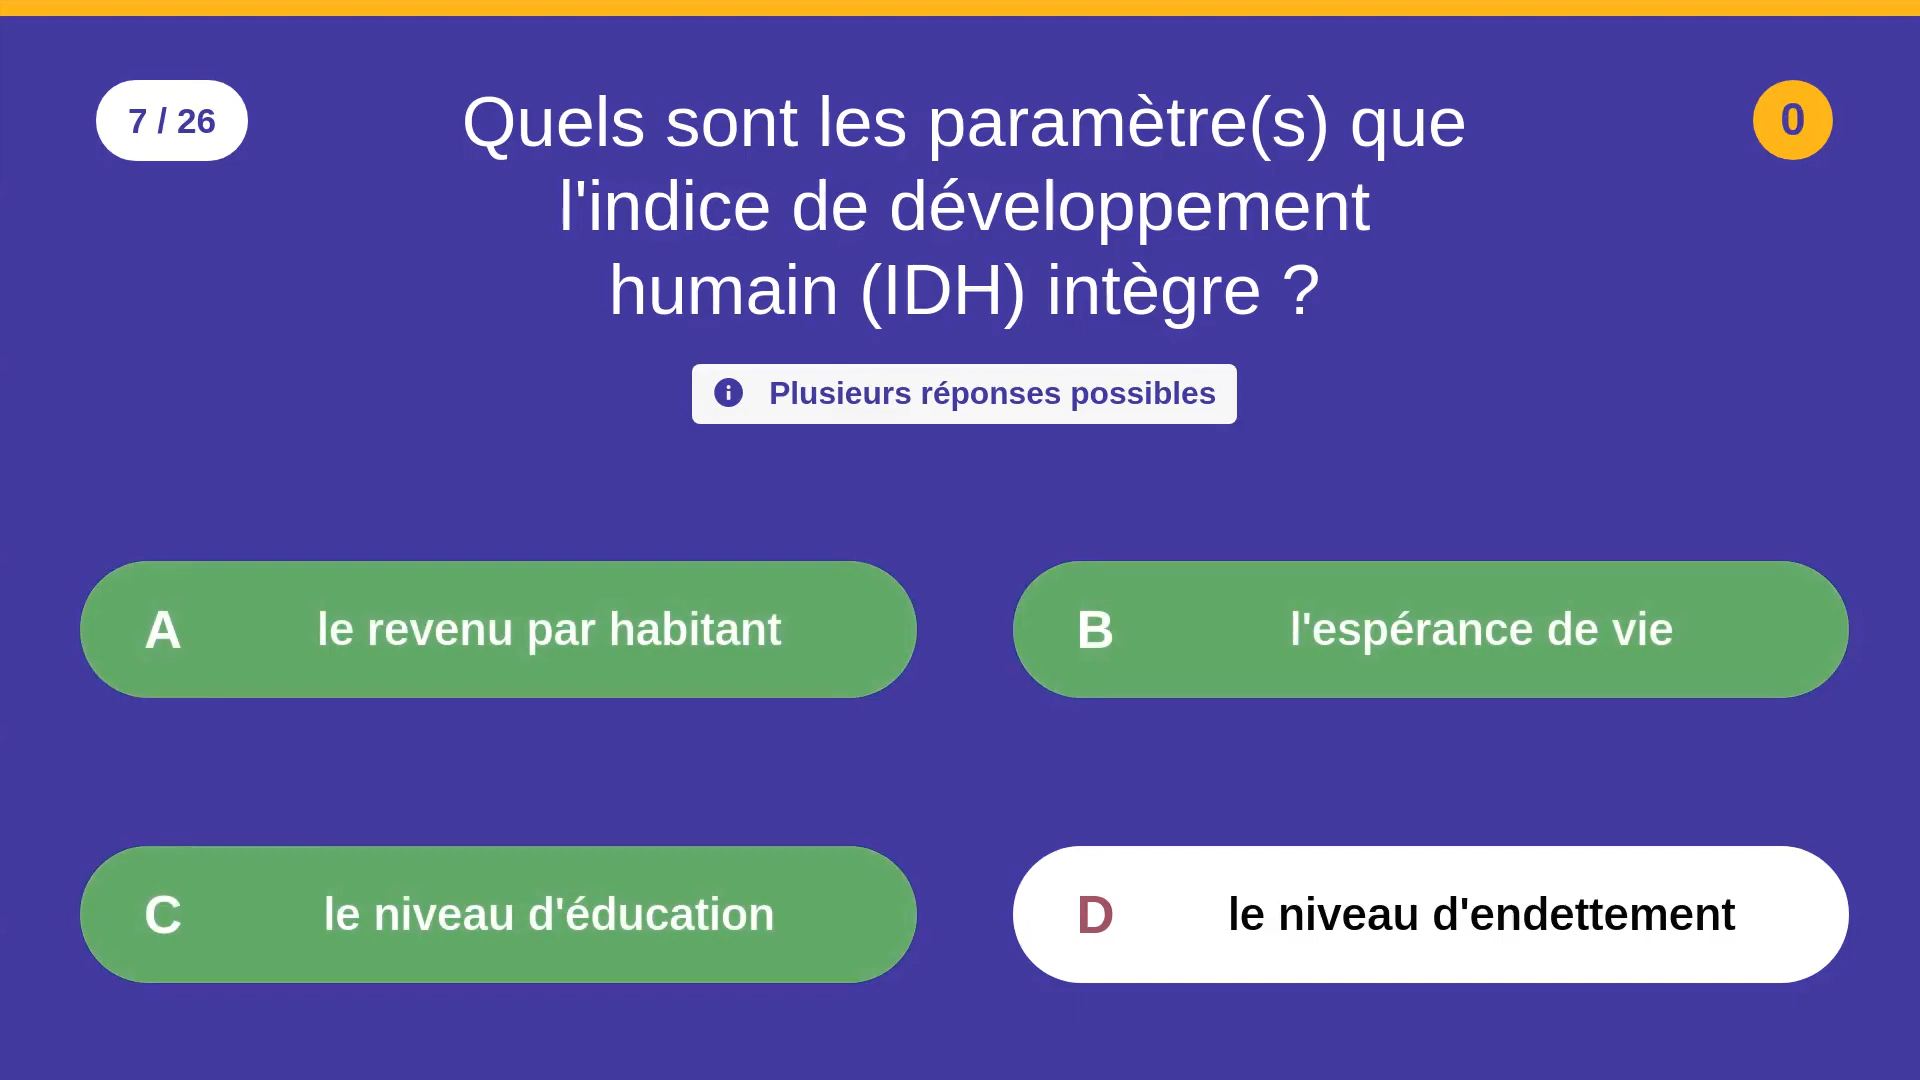 7 / 26
Quels sont les paramètre(s) que
l'indice de développement
humain (IDH) intègre ?
0
Plusieurs réponses possibles
A le revenu par habitant
B l'espérance de vie
C le niveau d'éducation
D le niveau d'endettement